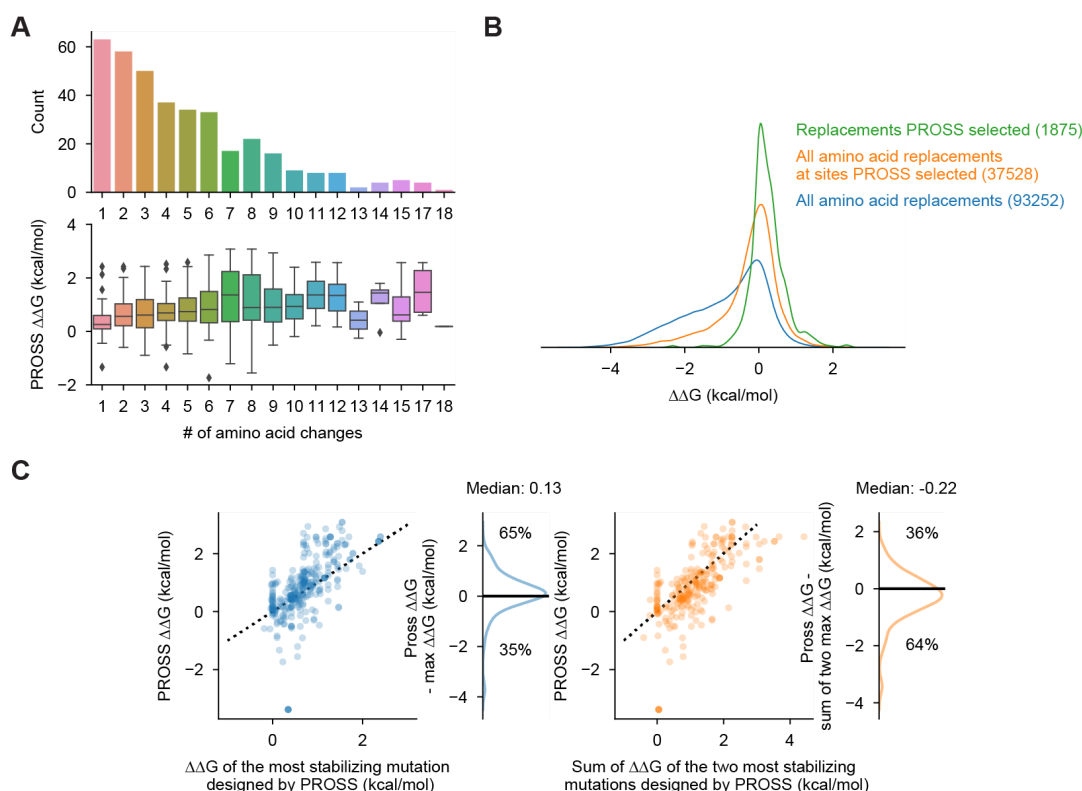 A
Count
60
40
20
0
1 2 3 4 5 6 7 8 9 10 11 12 13 14 15 17 18
PROSS ΔΔG (kcal/mol)
4
2
0
−2
1 2 3 4 5 6 7 8 9 10 11 12 13 14 15 17 18
# of amino acid changes
B
Replacements PROSS selected (1875)
All amino acid replacements
at sites PROSS selected (37528)
All amino acid replacements (93252)
−4 −2 0 2
ΔΔG (kcal/mol)
C
PROSS ΔΔG (kcal/mol)
2
0
−2
0 2
ΔΔG of the most stabilizing mutation
designed by PROSS (kcal/mol)
Median: 0.13
Pross ΔΔG
- max ΔΔG (kcal/mol)
2
0
−2
−4
65%
35%
PROSS ΔΔG (kcal/mol)
2
0
−2
0 2 4
Sum of ΔΔG of the two most stabilizing
mutations designed by PROSS (kcal/mol)
Median: -0.22
Pross ΔΔG -
sum of two max ΔΔG (kcal/mol)
2
0
−2
−4
36%
64%